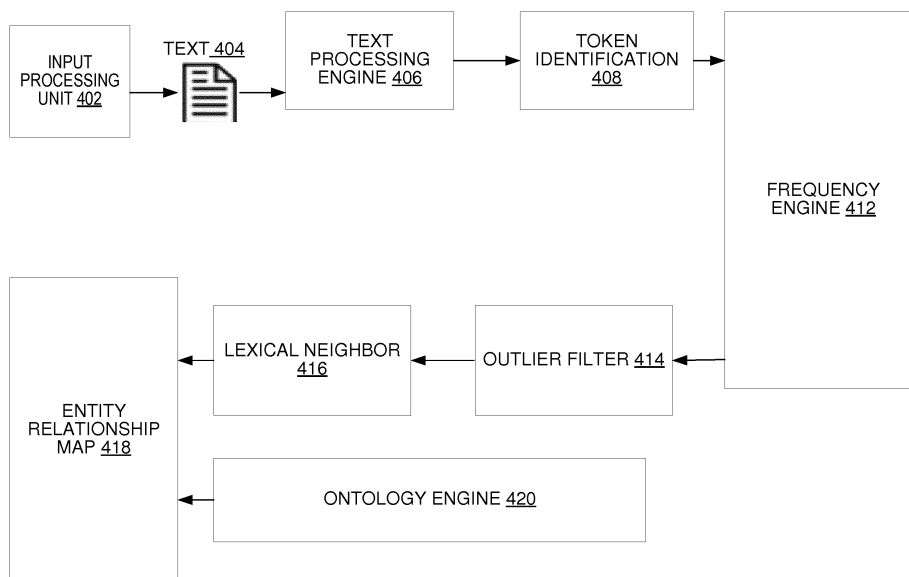 INPUT
PROCESSING
UNIT 402
TEXT 404
TEXT
PROCESSING
ENGINE 406
TOKEN
IDENTIFICATION
408
FREQUENCY
ENGINE 412
LEXICAL NEIGHBOR
416
OUTLIER FILTER 414
ENTITY
RELATIONSHIP
MAP 418
ONTOLOGY ENGINE 420